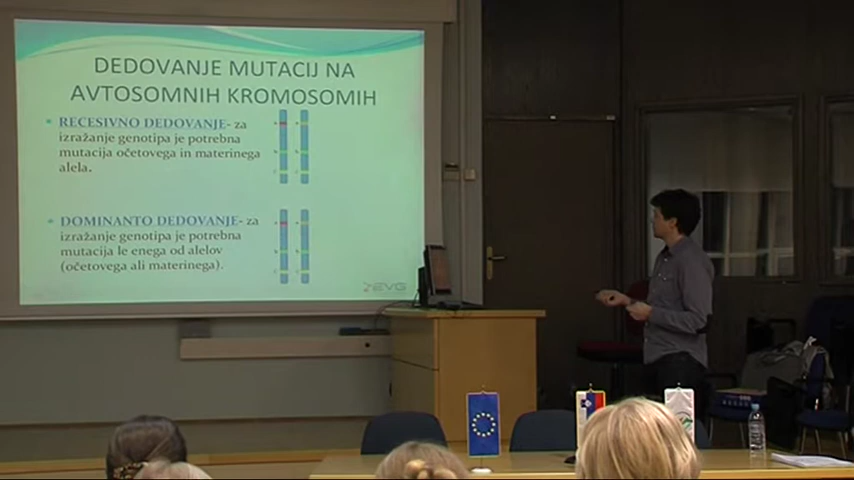 DEDOVANJE MUTACIJ NA
AVTOSOMNIH KROMOSOMIH
RECESIVNO DEDOVANJE- za
izražanje genotipa je potrebna
mutacija očetovega in materinega
alela.
DOMINANTO DEDOVANJE- za
izražanje genotipa je potrebna
mutacija le enega od alelov
(očetovega ali materinega).
EVG